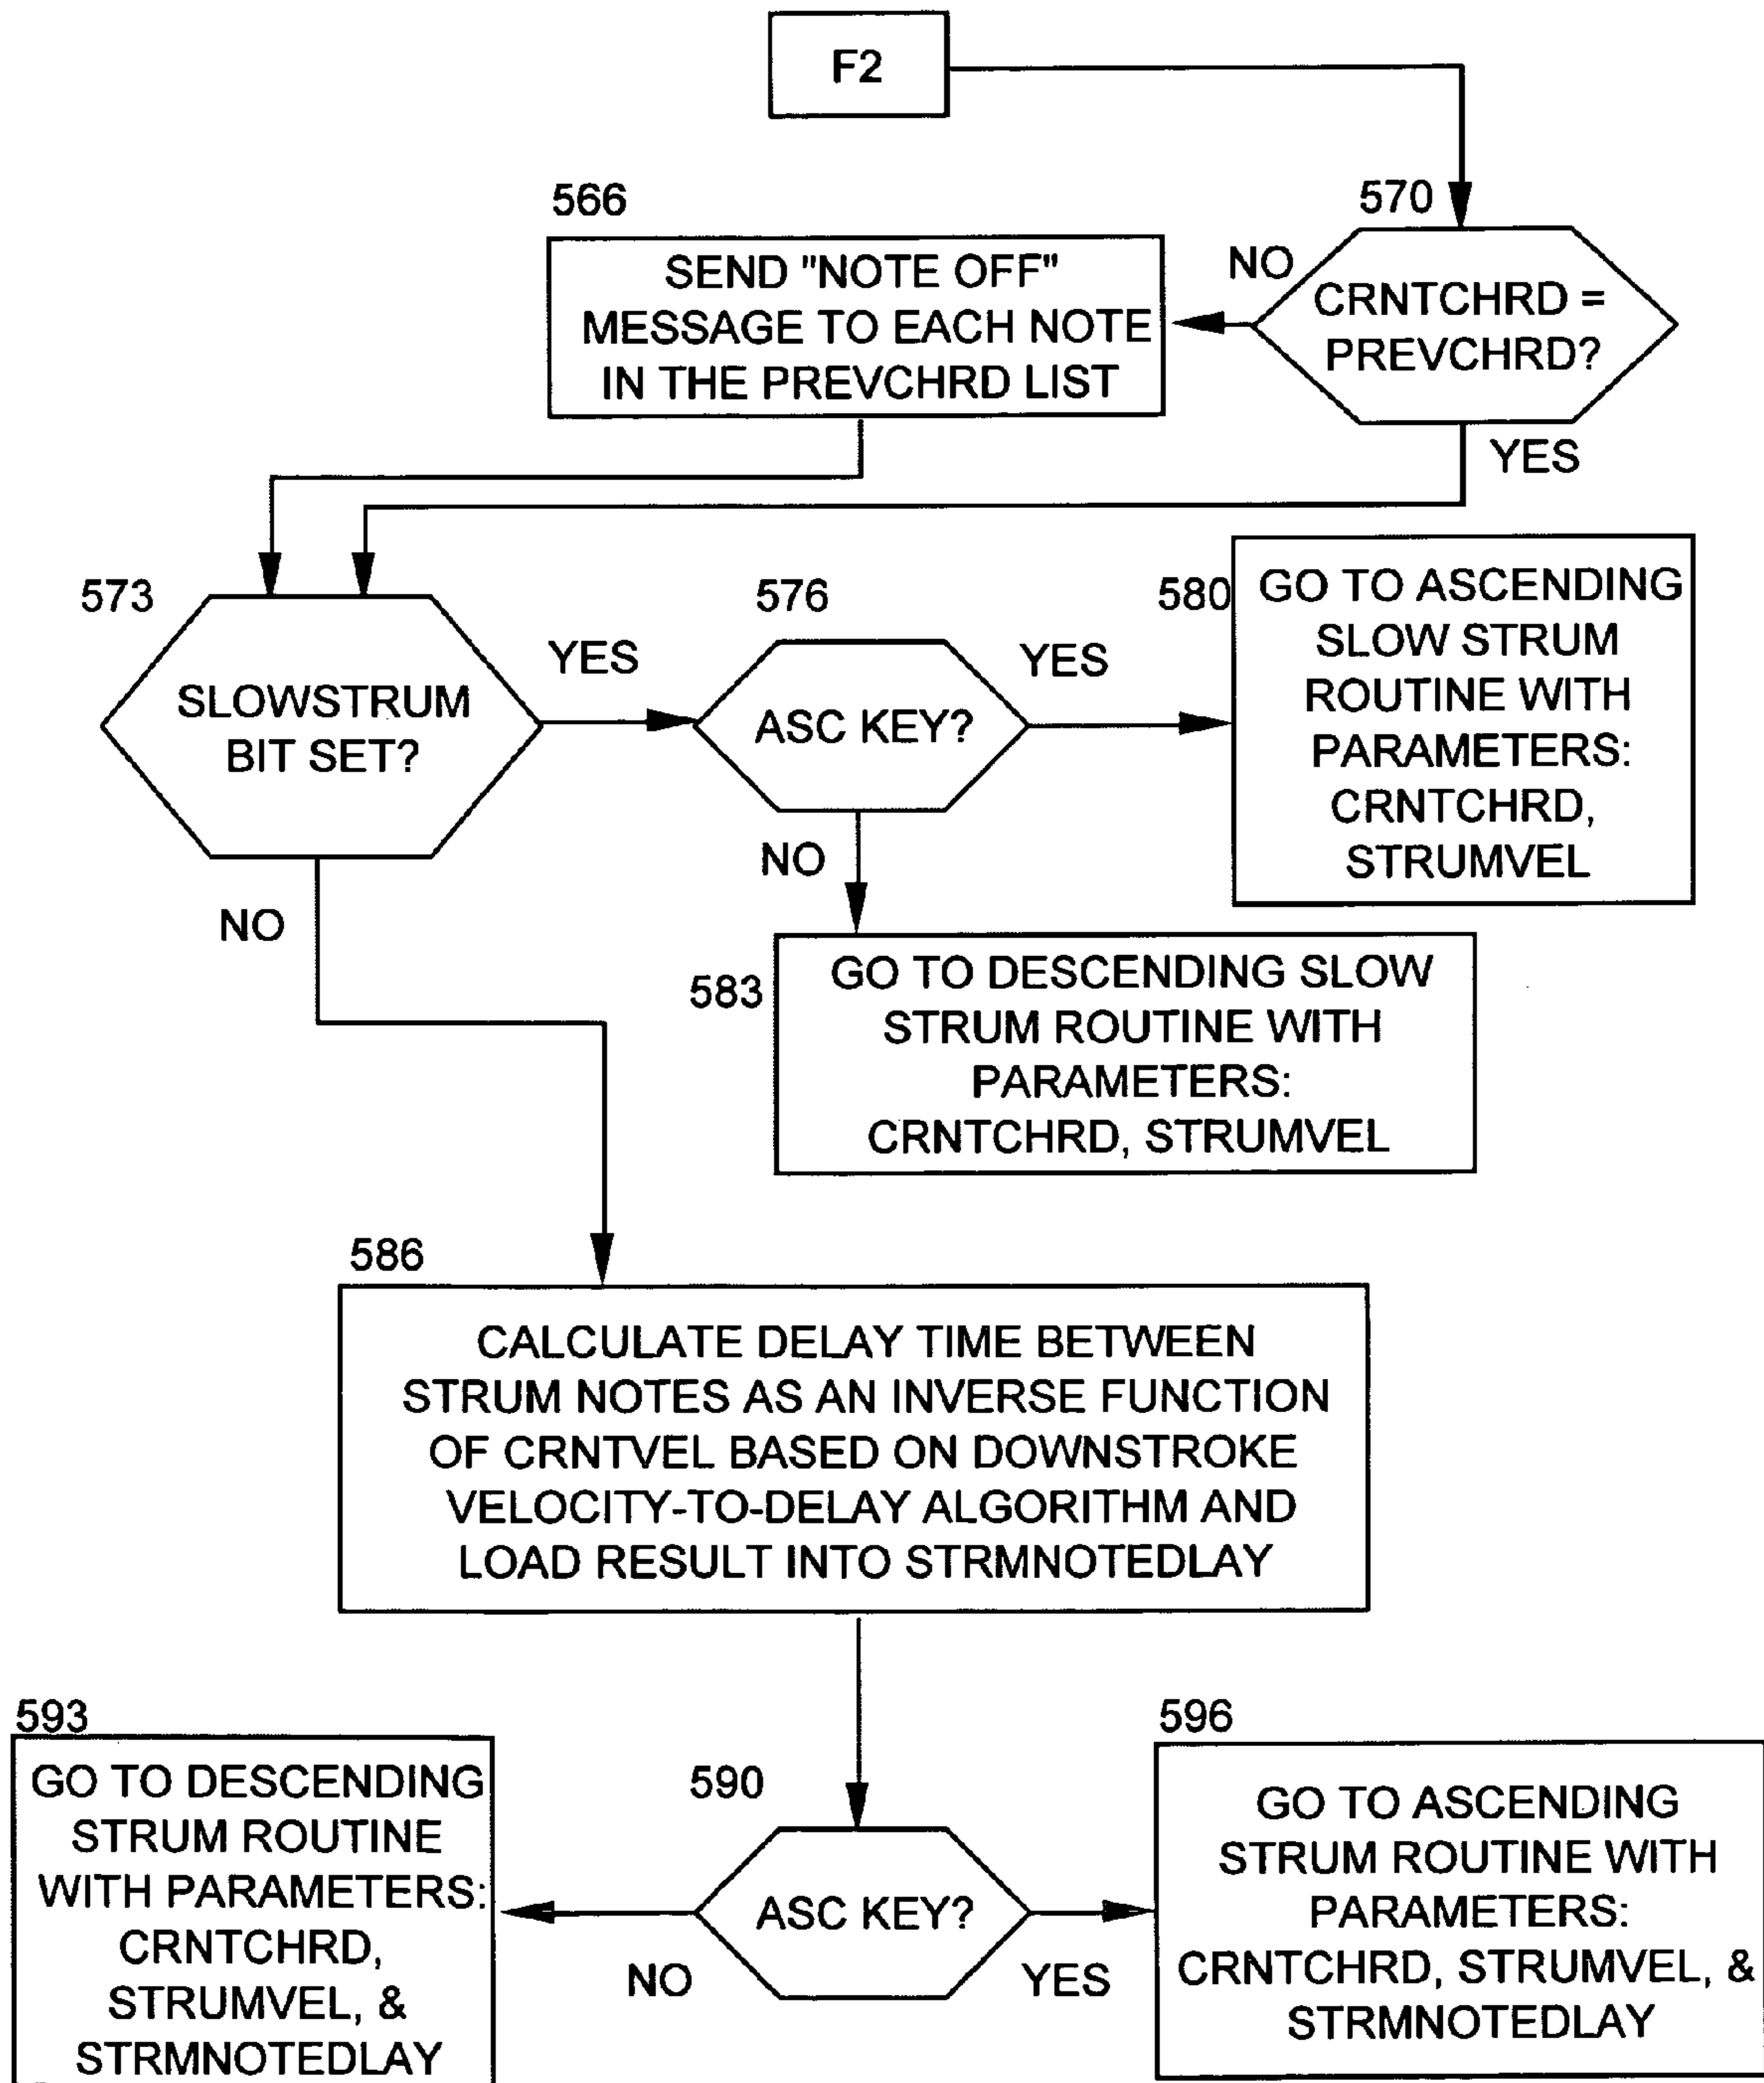 F2
570
CRNTCHRD =
PREVCHRD?
NO
YES
566
SEND "NOTE OFF"
MESSAGE TO EACH NOTE
IN THE PREVCHRD LIST
573
SLOWSTRUM
BIT SET?
YES
NO
576
ASC KEY?
YES
NO
580
GO TO ASCENDING
SLOW STRUM
ROUTINE WITH
PARAMETERS:
CRNTCHRD,
STRUMVEL
583
GO TO DESCENDING SLOW
STRUM ROUTINE WITH
PARAMETERS:
CRNTCHRD, STRUMVEL
586
CALCULATE DELAY TIME BETWEEN
STRUM NOTES AS AN INVERSE FUNCTION
OF CRNTVEL BASED ON DOWNSTROKE
VELOCITY-TO-DELAY ALGORITHM AND
LOAD RESULT INTO STRMNOTEDLAY
590
ASC KEY?
NO
YES
593
GO TO DESCENDING
STRUM ROUTINE
WITH PARAMETERS:
CRNTCHRD,
STRUMVEL, &
STRMNOTEDLAY
596
GO TO ASCENDING
STRUM ROUTINE WITH
PARAMETERS:
CRNTCHRD, STRUMVEL, &
STRMNOTEDLAY